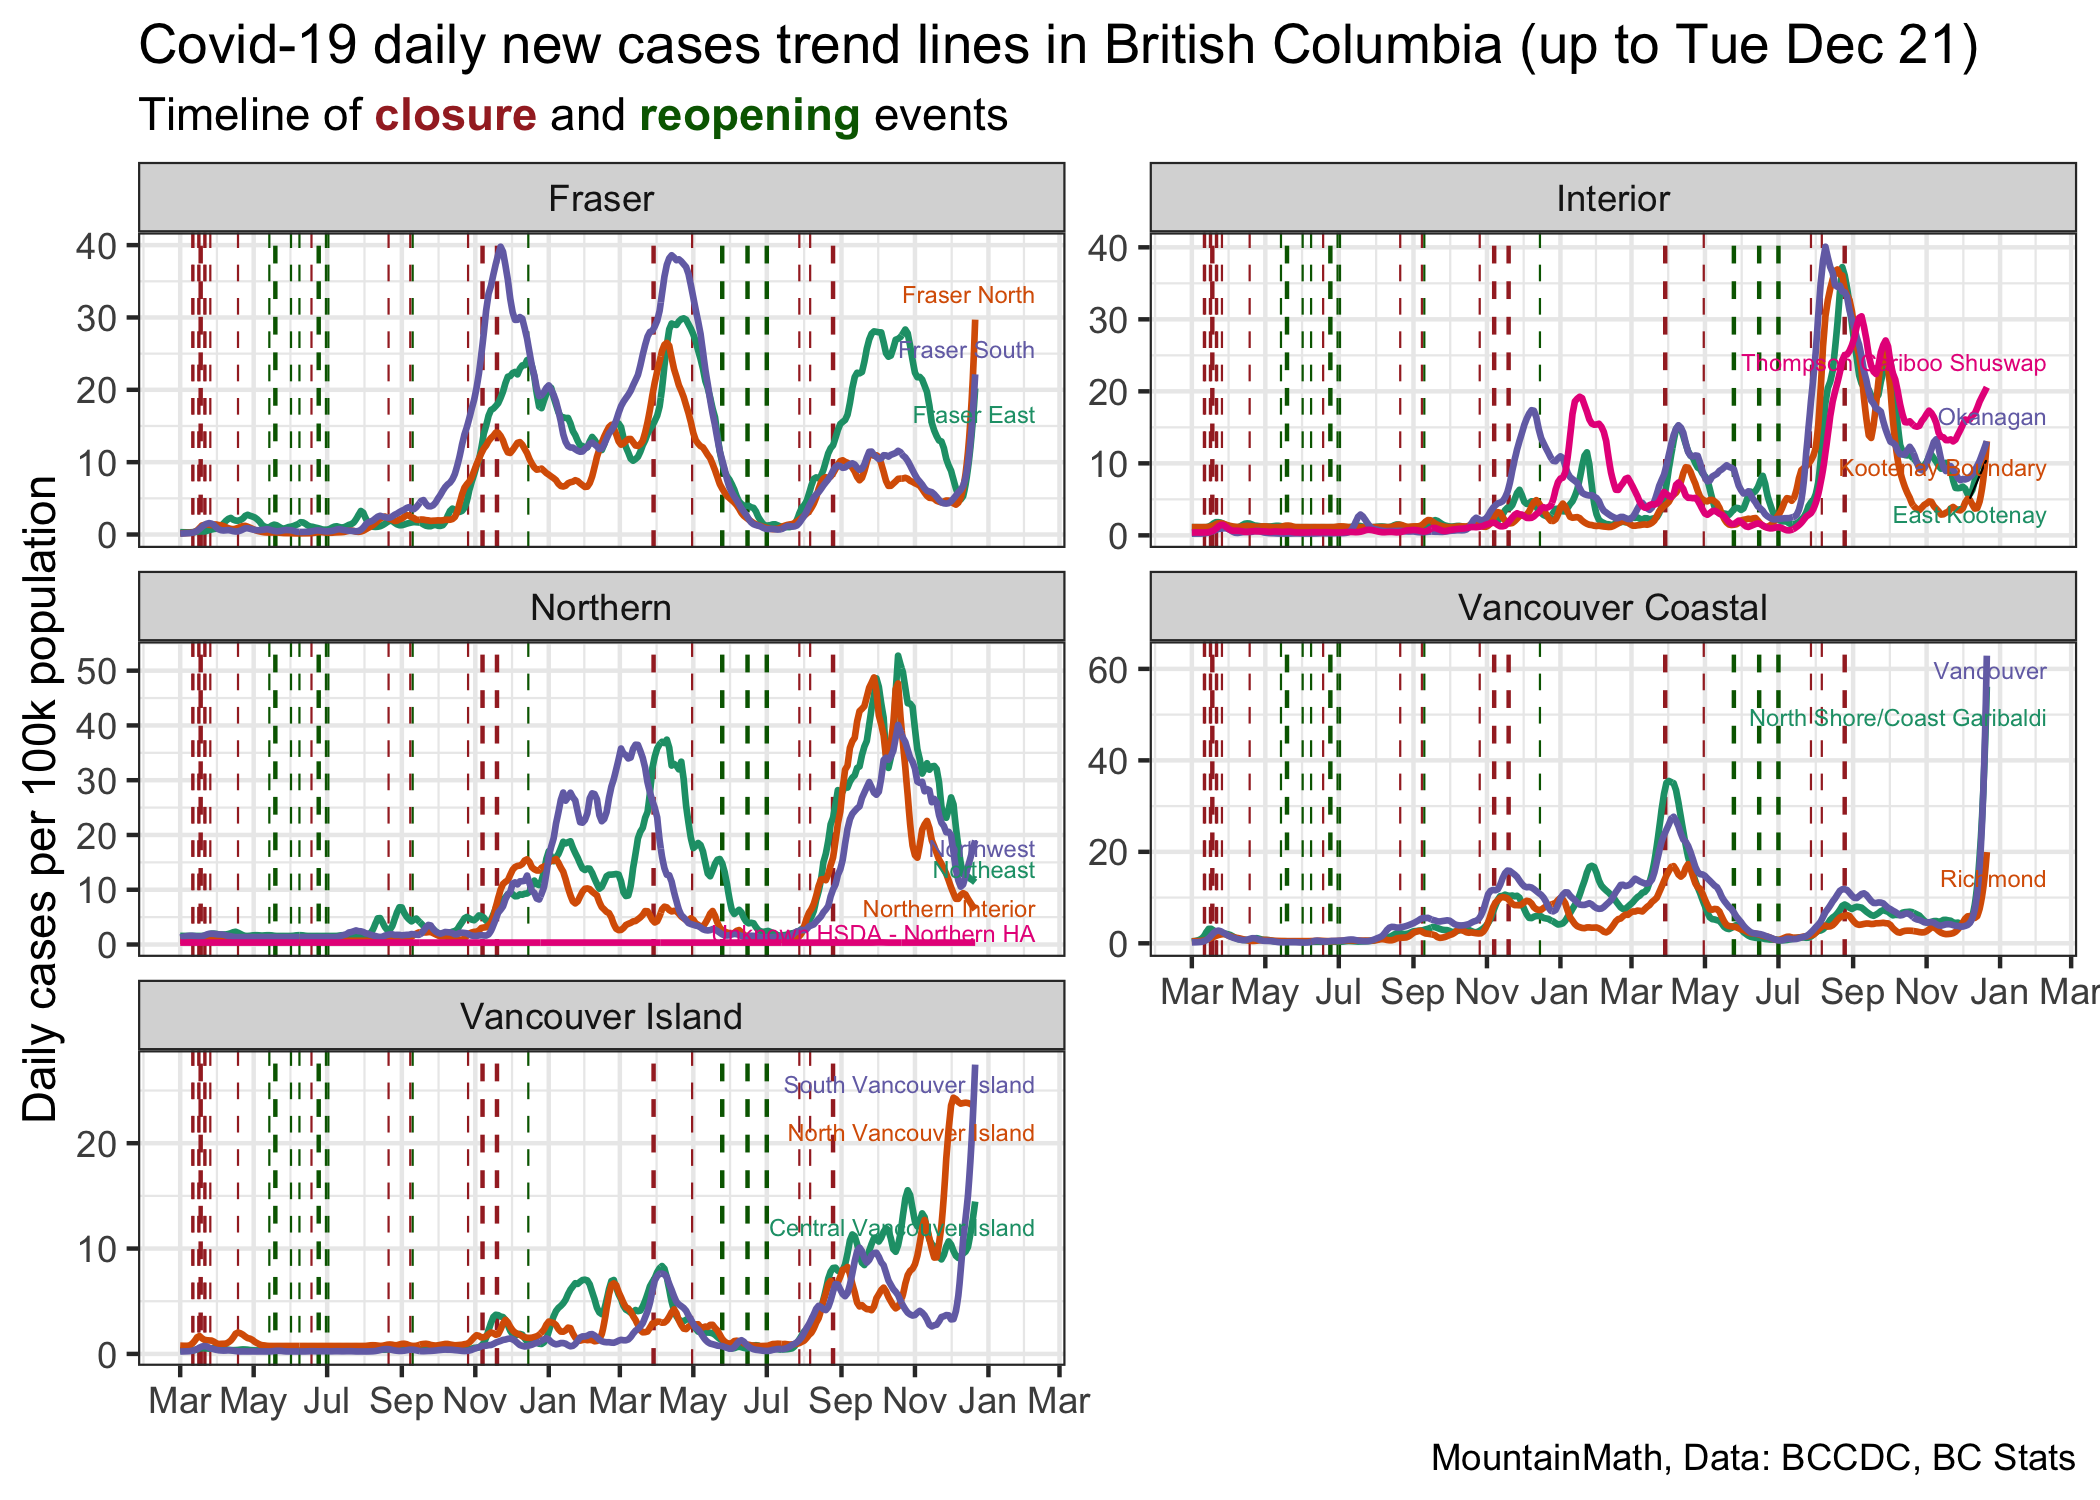 Covid-19 daily new cases trend lines in British Columbia (up to Tue Dec 21)
Timeline of closure and reopening events
Daily cases per 100k population
Fraser
40
30
20
10
0
Fraser North
Fraser South
Fraser East
Interior
40
30
20
10
0
Thompson Cariboo Shuswap
Okanagan
Kootenay Boundary
East Kootenay
Northern
50
40
30
20
10
0
Northwest
Northeast
Northern Interior
Unknown HSDA - Northern HA
Vancouver Coastal
60
40
20
0
Vancouver
North Shore/Coast Garibaldi
Richmond
Mar May Jul Sep Nov Jan Mar May Jul Sep Nov Jan Mar
Vancouver Island
20
10
0
South Vancouver Island
North Vancouver Island
Central Vancouver Island
Mar May Jul Sep Nov Jan Mar May Jul Sep Nov Jan Mar
MountainMath, Data: BCCDC, BC Stats